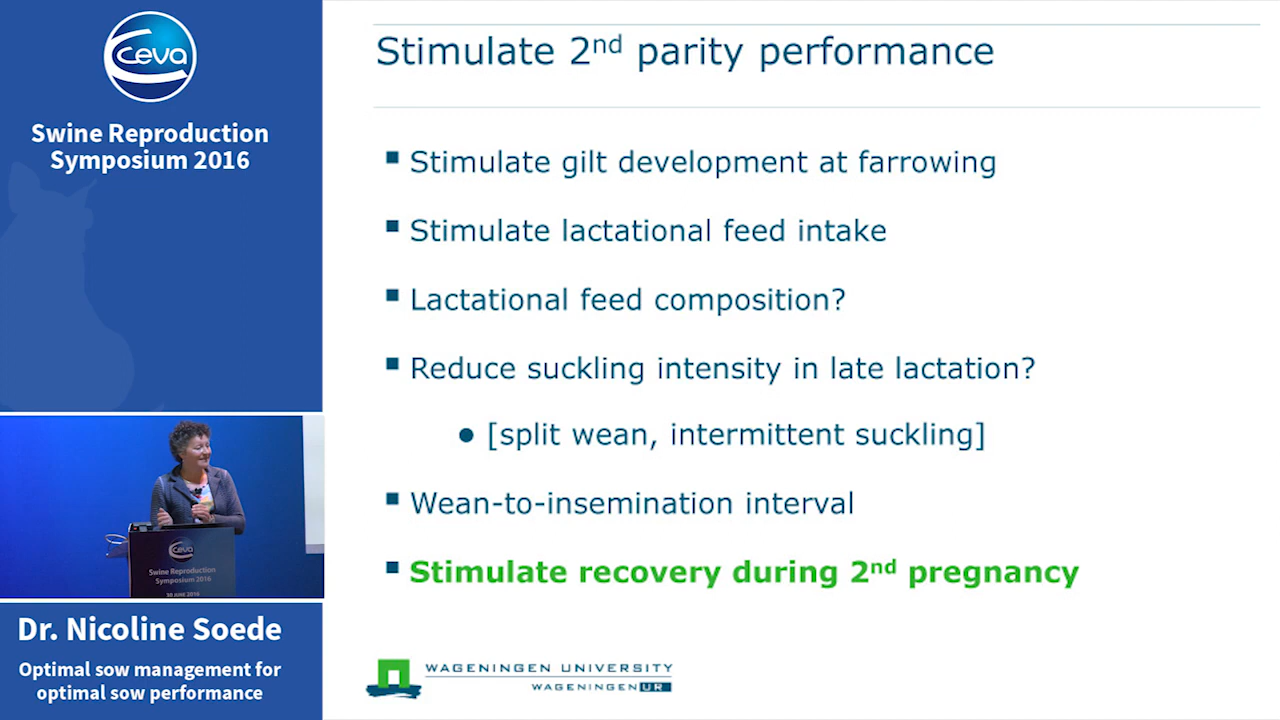 ceva
Swine Reproduction
Symposium 2016
Stimulate 2nd parity performance
▪ Stimulate gilt development at farrowing
▪ Stimulate lactational feed intake
▪ Lactational feed composition?
▪ Reduce suckling intensity in late lactation?
● [split wean, intermittent suckling]
▪ Wean-to-insemination interval
▪ Stimulate recovery during 2nd pregnancy
ceva
Swine Reproduction
Symposium 2016
30 JUNE 2016
Dr. Nicoline Soede
Optimal sow management for
optimal sow performance
WAGENINGEN UNIVERSITY
WAGENINGEN UR